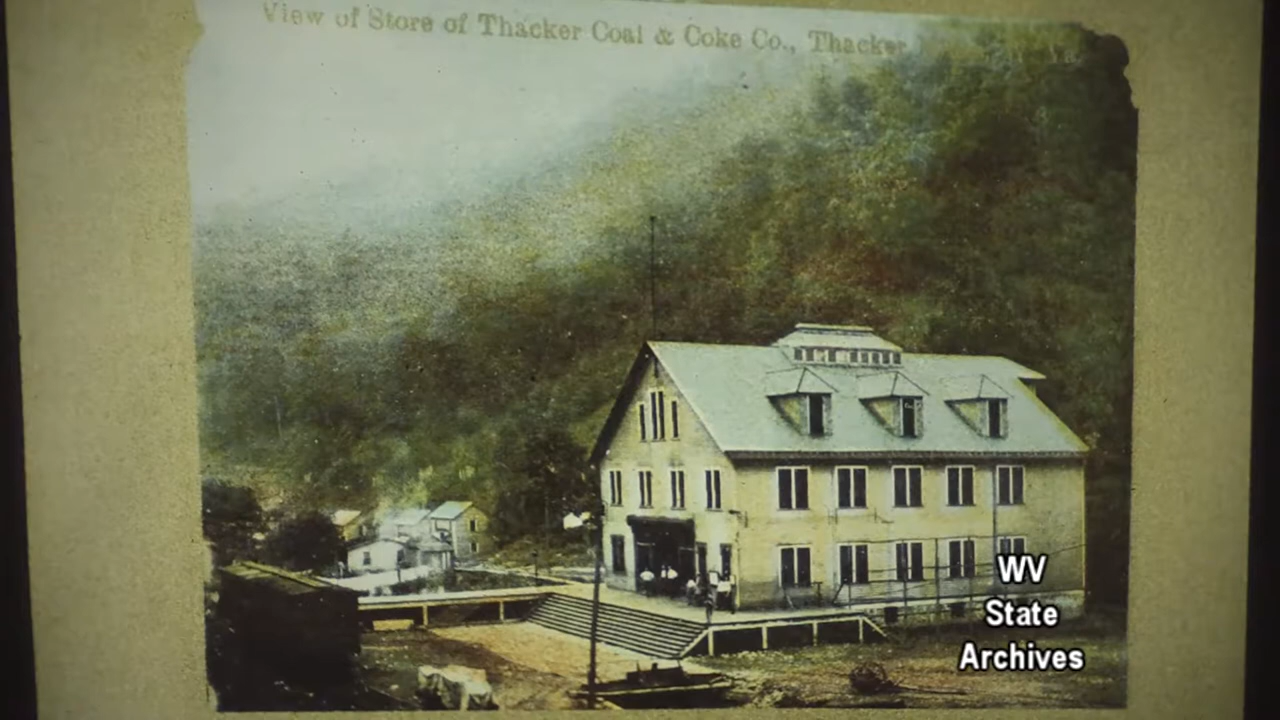 View of Store of Thacker Coal & Coke Co., Thacker
WV
State
Archives